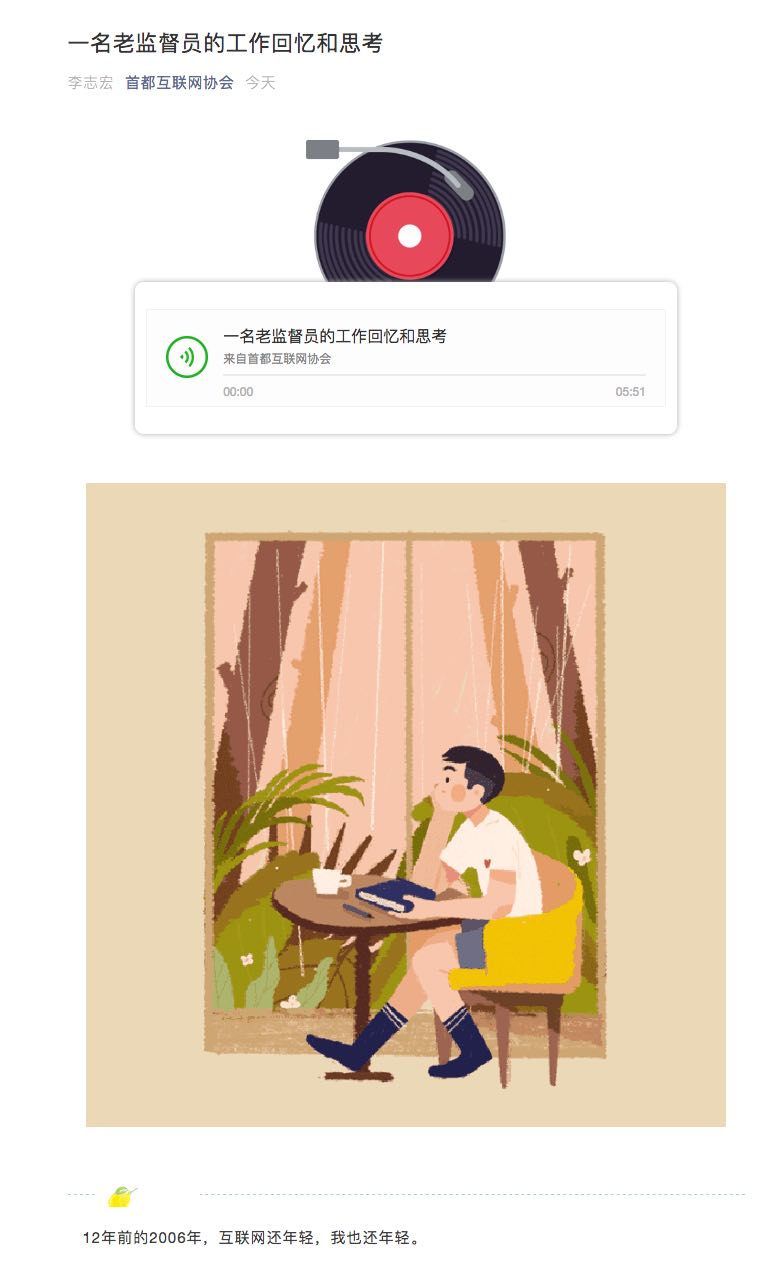 一名老监督员的工作回忆和思考
李志宏 首都互联网协会 今天
一名老监督员的工作回忆和思考
来自首都互联网协会
00:00 05:51
12年前的2006年，互联网还年轻，我也还年轻。